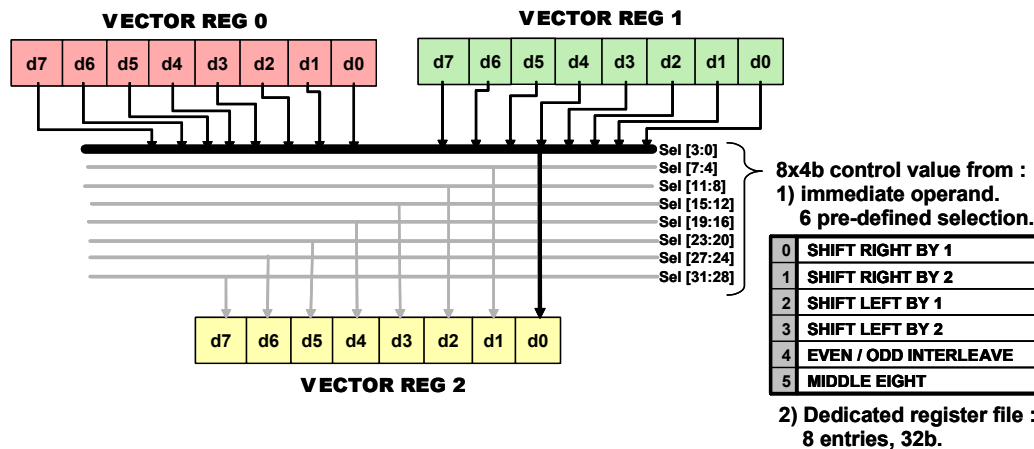 VECTOR REG 0
VECTOR REG 1
d7 d6 d5 d4 d3 d2 d1 d0
d7 d6 d5 d4 d3 d2 d1 d0
Sel [3:0]
Sel [7:4]
Sel [11:8]
Sel [15:12]
Sel [19:16]
Sel [23:20]
Sel [27:24]
Sel [31:28]
8x4b control value from :
1) immediate operand.
6 pre-defined selection.
0 SHIFT RIGHT BY 1
1 SHIFT RIGHT BY 2
2 SHIFT LEFT BY 1
3 SHIFT LEFT BY 2
4 EVEN / ODD INTERLEAVE
5 MIDDLE EIGHT
2) Dedicated register file :
8 entries, 32b.
d7 d6 d5 d4 d3 d2 d1 d0
VECTOR REG 2